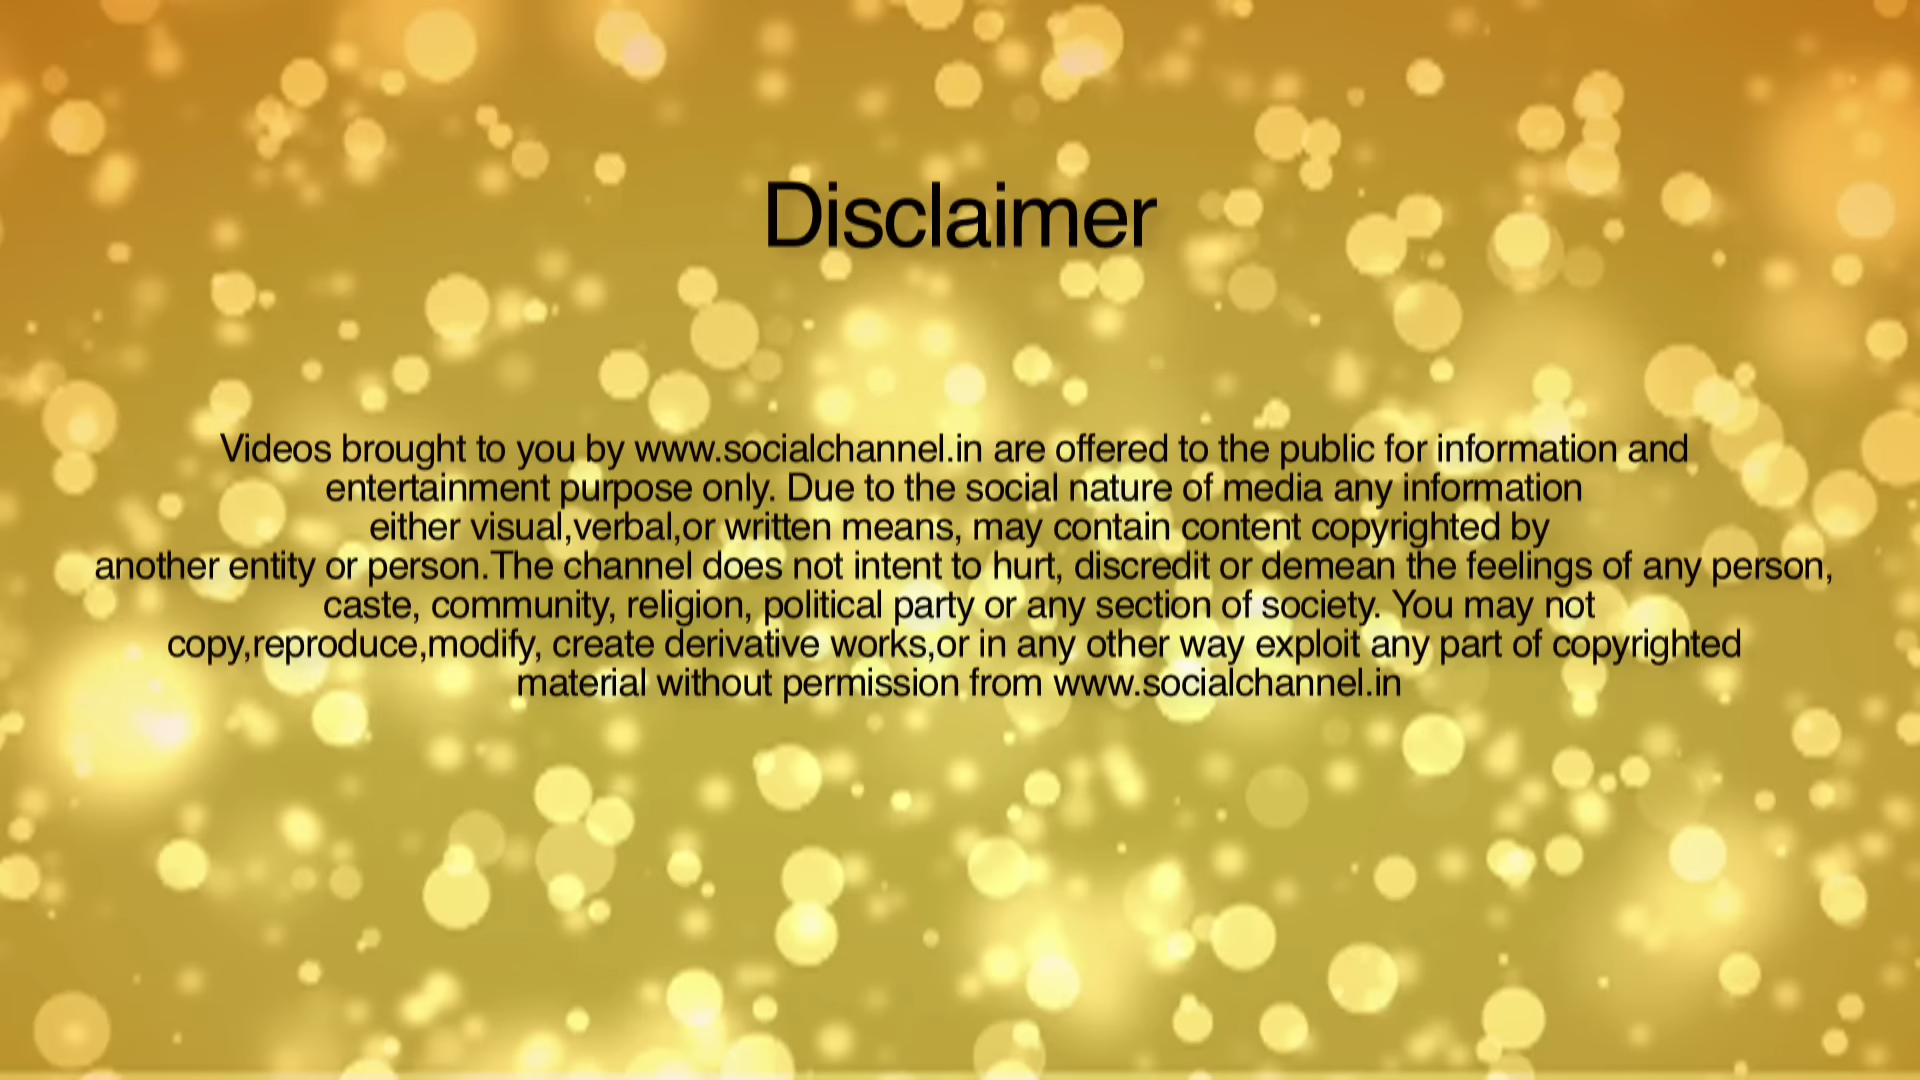 Disclaimer
Videos brought to you by www.socialchannel.in are offered to the public for information and
entertainment purpose only. Due to the social nature of media any information
either visual,verbal,or written means, may contain content copyrighted by
another entity or person.The channel does not intent to hurt, discredit or demean the feelings of any person,
caste, community, religion, political party or any section of society. You may not
copy,reproduce,modify, create derivative works,or in any other way exploit any part of copyrighted
material without permission from www.socialchannel.in